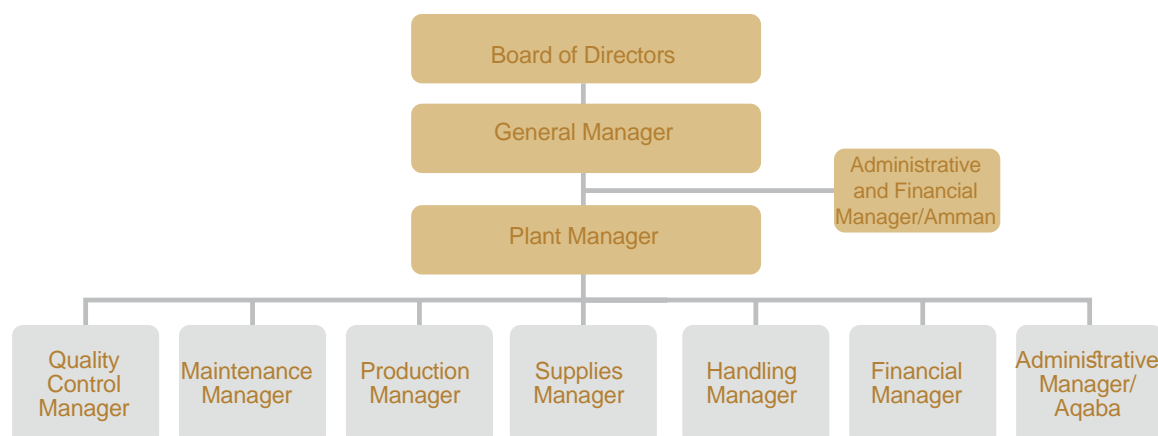 Board of Directors
General Manager
Administrative
and Financial
Manager/Amman
Plant Manager
Quality
Control
Manager
Maintenance
Manager
Production
Manager
Supplies
Manager
Handling
Manager
Financial
Manager
Administrative
Manager/
Aqaba